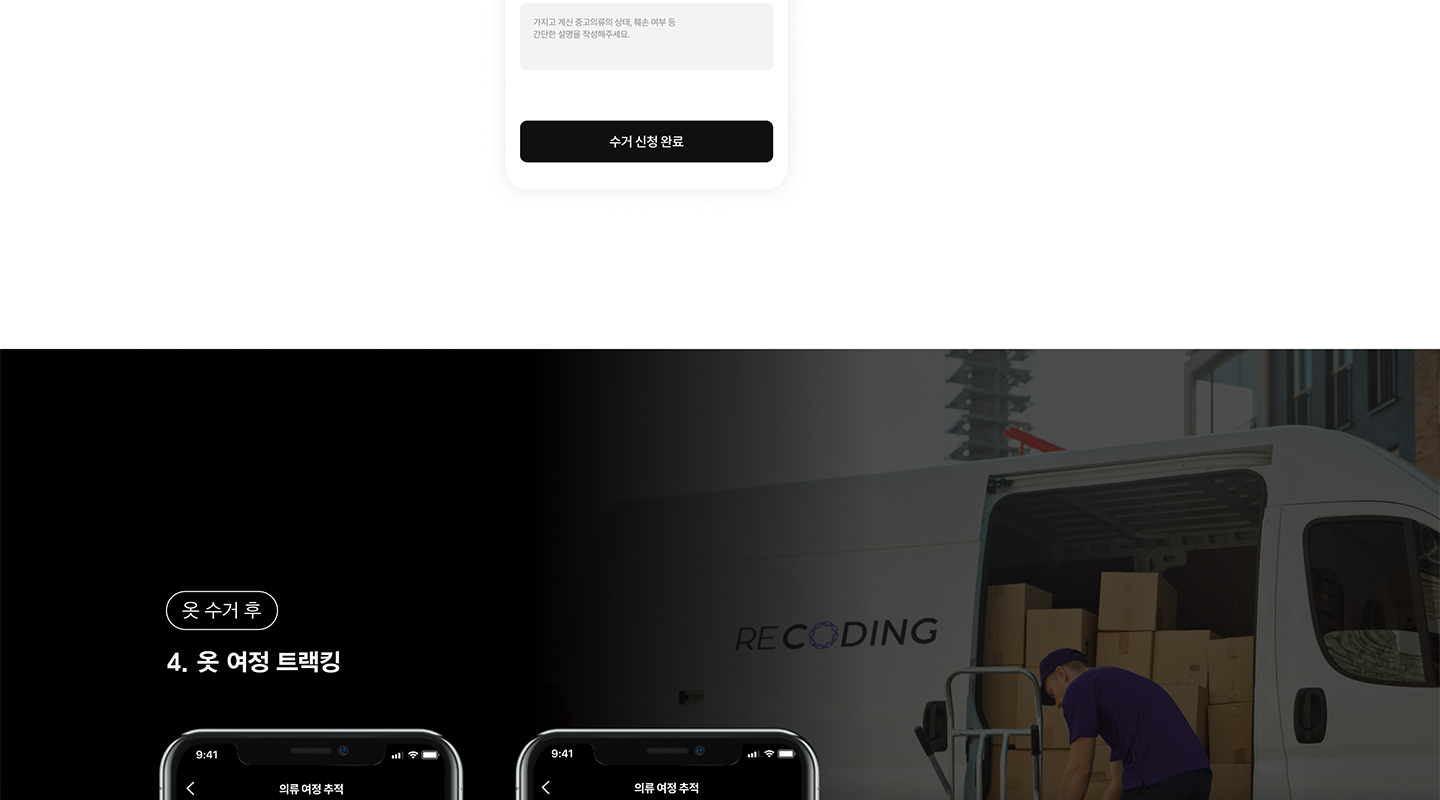 가지고 계신 중고의류의 상태, 훼손 여부 등
간단한 설명을 작성해주세요.
수거 신청 완료
옷 수거 후
4. 옷 여정 트랙킹
RECODING
9:41
의류 여정 추적
9:41
의류 여정 추적